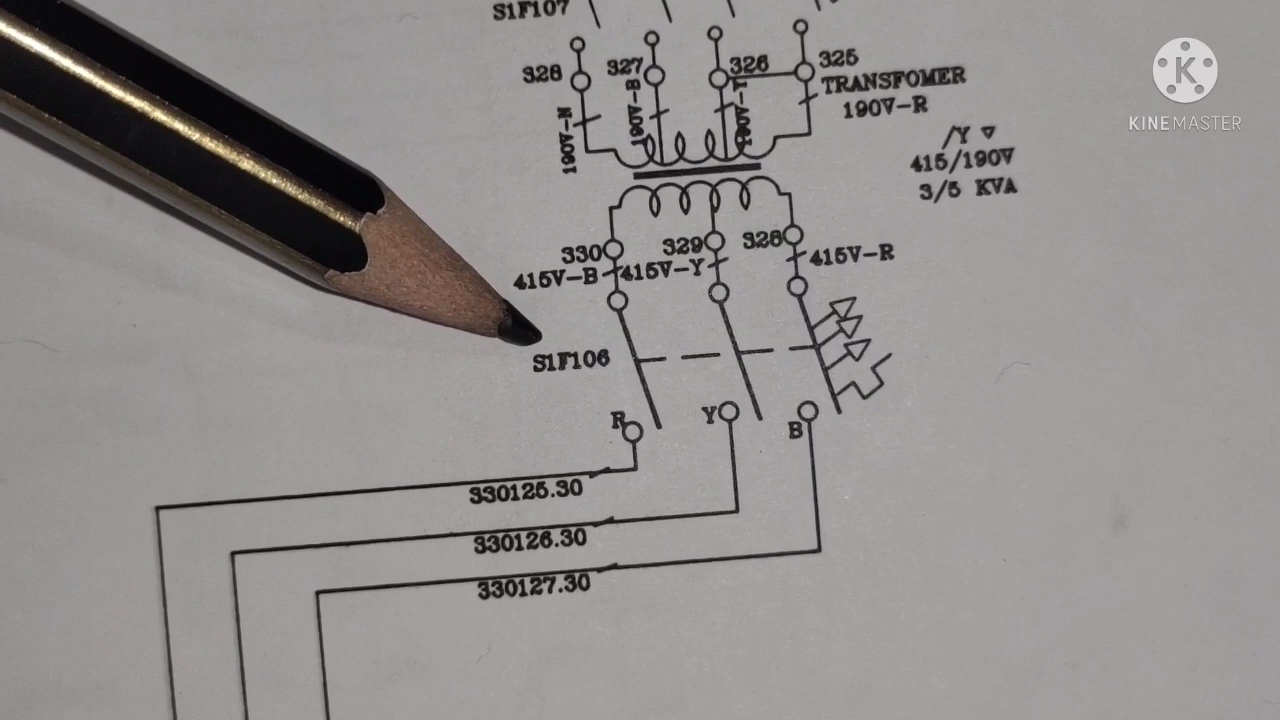 S1F107
328
327
326
325
TRANSFOMER
190V-R
190V-N
190V-B
190V-Y
/Y ▽
415/190V
3/5 KVA
330
329
328
415V-B
415V-Y
415V-R
S1F106
R
Y
B
330125.30
330126.30
330127.30
K
KINEMASTER